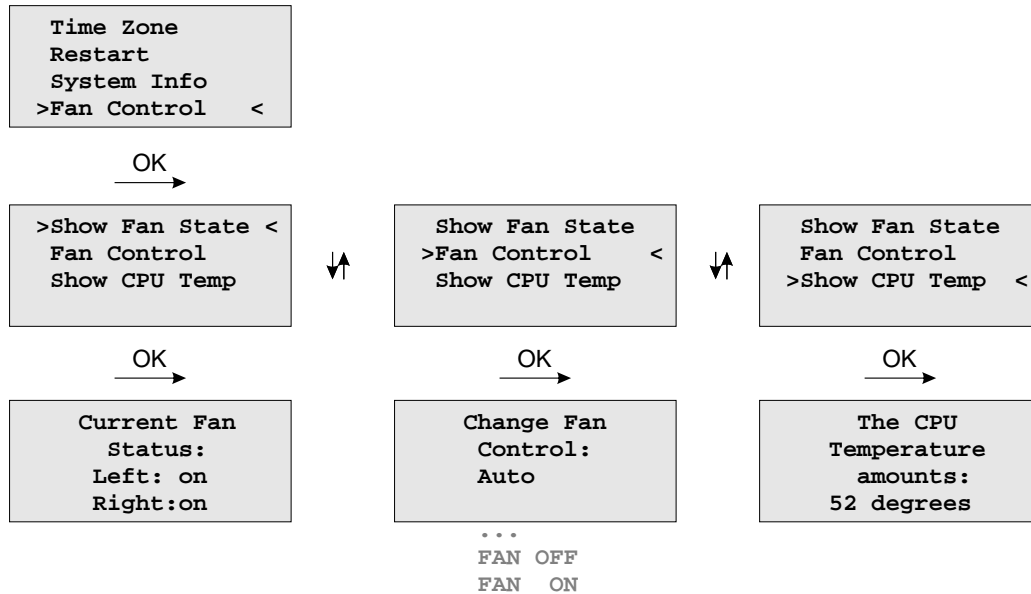 Time Zone
Restart
System Info
>Fan Control <
OK
>Show Fan State <
Fan Control
Show CPU Temp
Show Fan State
>Fan Control <
Show CPU Temp
Show Fan State
Fan Control
>Show CPU Temp <
OK
OK
OK
Current Fan
Status:
Left: on
Right:on
Change Fan
Control:
Auto
...
FAN OFF
FAN ON
The CPU
Temperature
amounts:
52 degrees